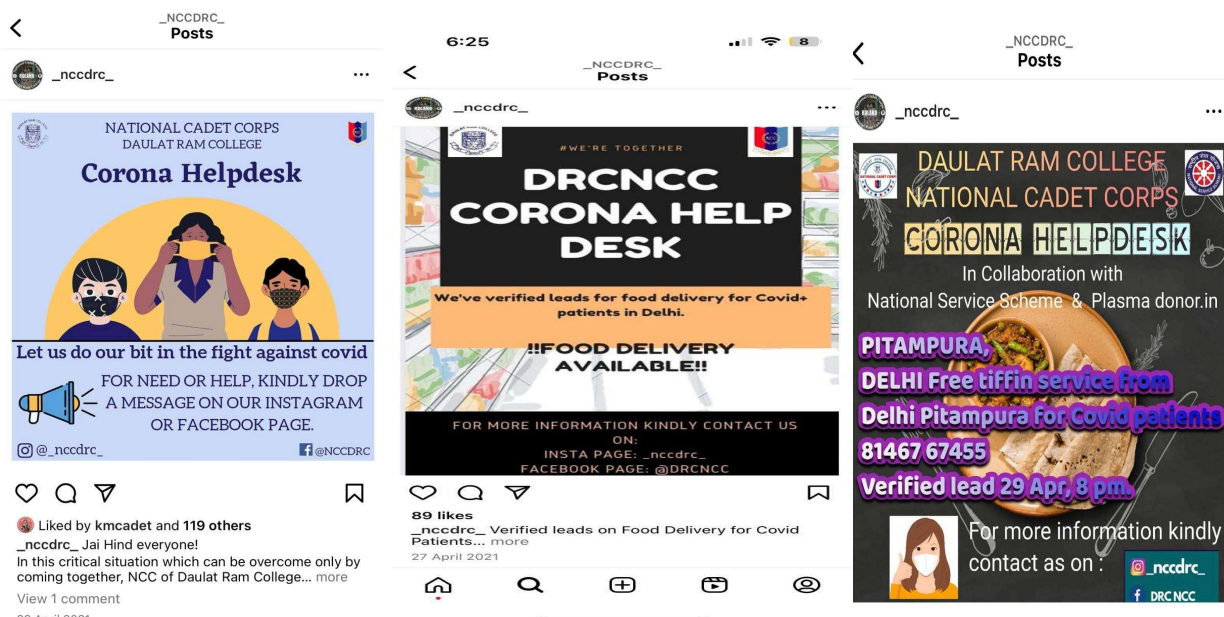 _NCCDRC_
Posts
_nccdrc_
NATIONAL CADET CORPS
DAULAT RAM COLLEGE
Corona Helpdesk
Let us do our bit in the fight against covid
FOR NEED OR HELP, KINDLY DROP
A MESSAGE ON OUR INSTAGRAM
OR FACEBOOK PAGE.
@_nccdrc_
@NCCDRC
Liked by kmcadet and 119 others
_nccdrc_ Jai Hind everyone!
In this critical situation which can be overcome only by
coming together, NCC of Daulat Ram College... more
View 1 comment
6:25
8
_NCCDRC_
Posts
_nccdrc_
#WE'RE TOGETHER
DRCNCC
CORONA HELP
DESK
We've verified leads for food delivery for Covid+
patients in Delhi.
!!FOOD DELIVERY
AVAILABLE!!
FOR MORE INFORMATION KINDLY CONTACT US
ON:
INSTA PAGE: _nccdrc_
FACEBOOK PAGE: @DRCNCC
89 likes
_nccdrc_ Verified leads on Food Delivery for Covid
Patients... more
27 April 2021
_NCCDRC_
Posts
_nccdrc_
DAULAT RAM COLLEGE
NATIONAL CADET CORPS
CORONA HELPDESK
In Collaboration with
National Service Scheme & Plasma donor.in
PITAMPURA,
DELHI Free tiffin service from
Delhi Pitampura For Covid patients
81467 67455
Verified lead 29 Apr, 8 pm.
For more information kindly
contact as on :
_nccdrc_
DRC NCC